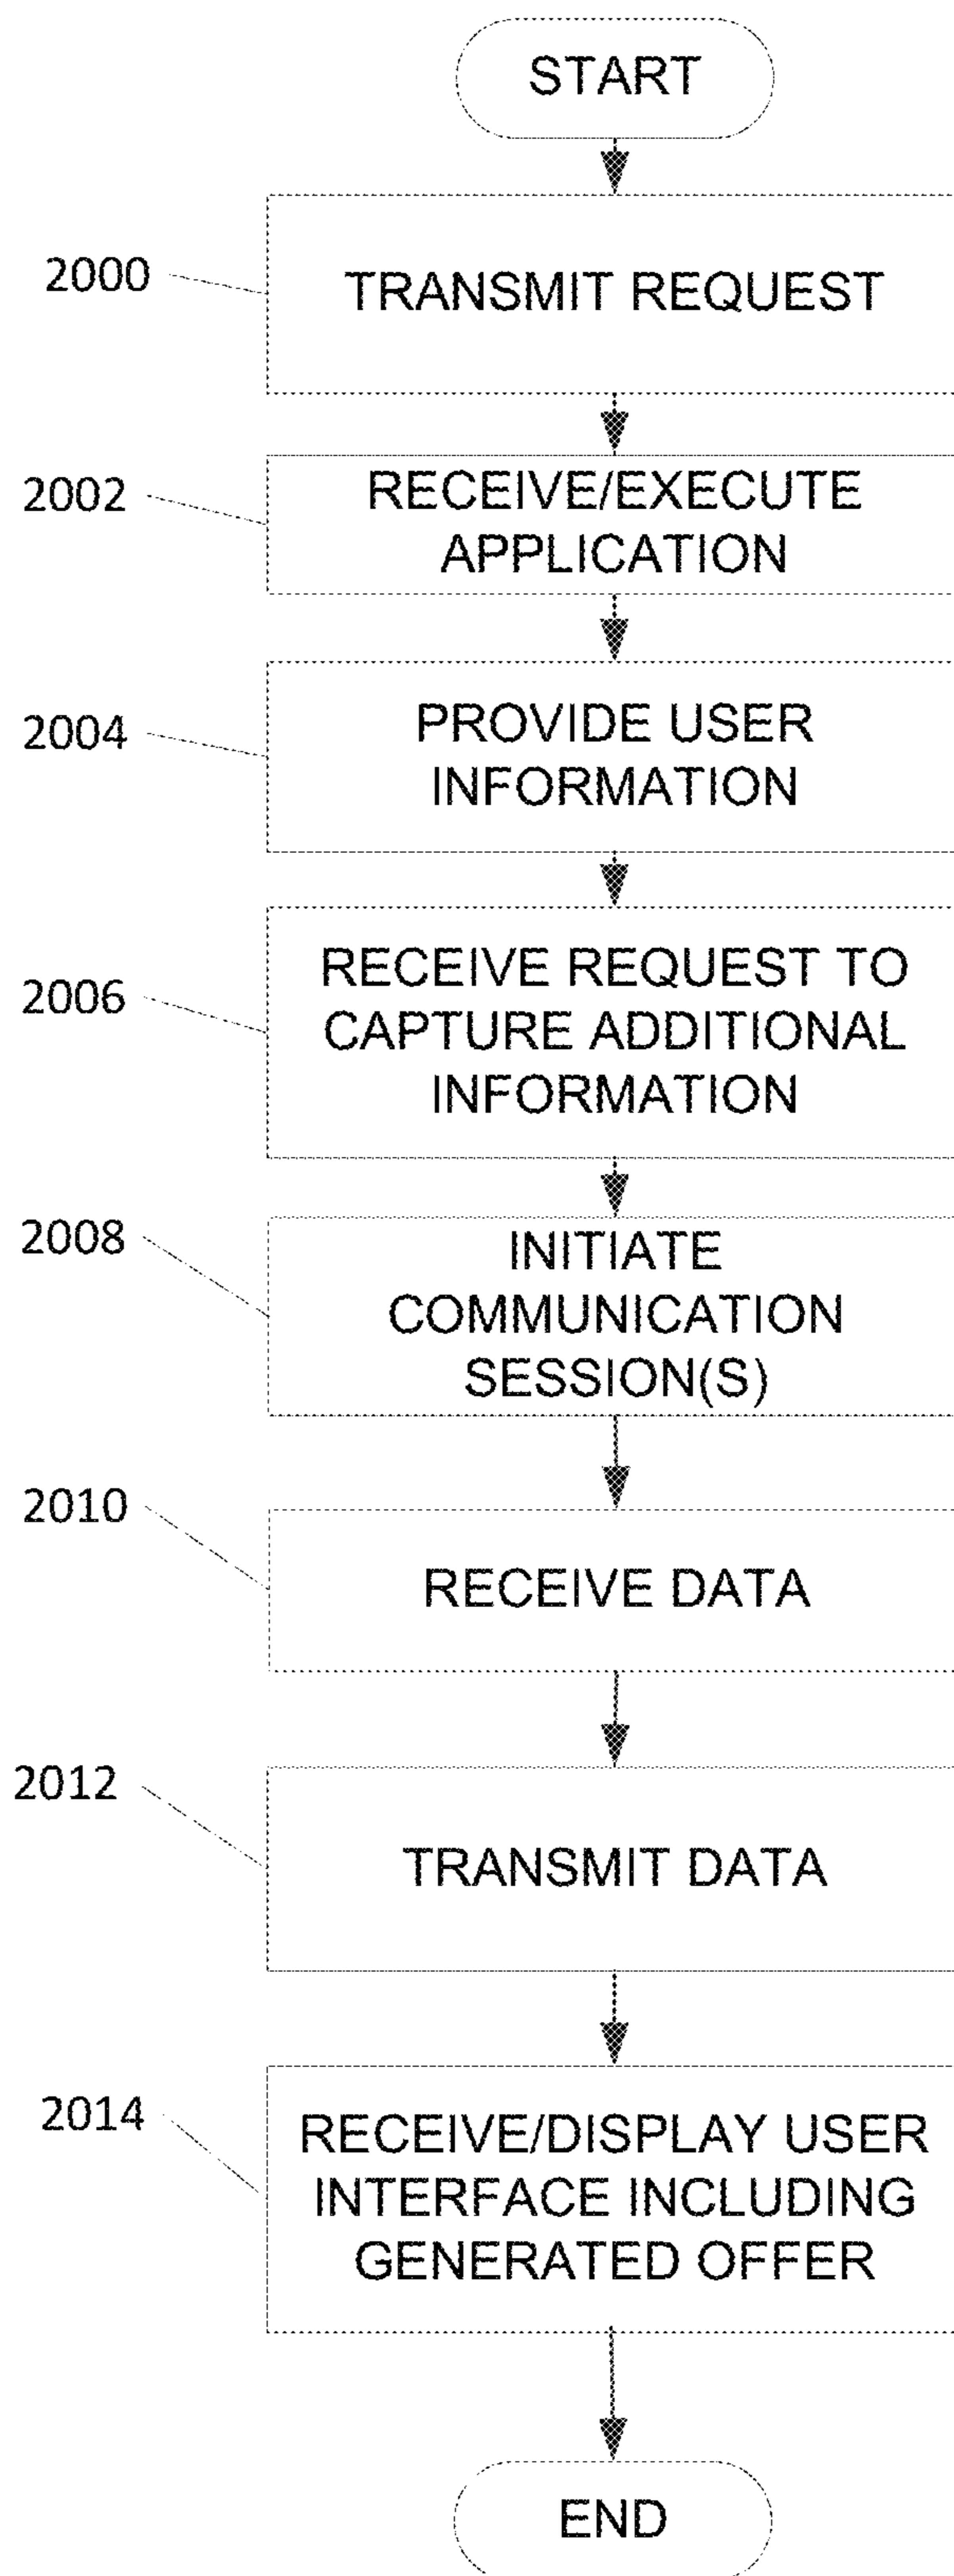 START
2000
TRANSMIT REQUEST
2002
RECEIVE/EXECUTE
APPLICATION
2004
PROVIDE USER
INFORMATION
2006
RECEIVE REQUEST TO
CAPTURE ADDITIONAL
INFORMATION
2008
INITIATE
COMMUNICATION
SESSION(S)
2010
RECEIVE DATA
2012
TRANSMIT DATA
2014
RECEIVE/DISPLAY USER
INTERFACE INCLUDING
GENERATED OFFER
END